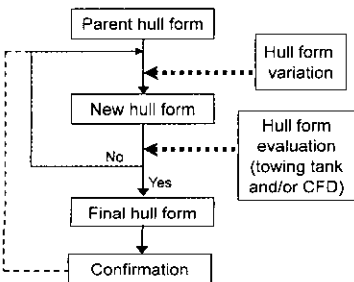 Parent hull form
Hull form
variation
New hull form
Hull form
evaluation
(towing tank
and/or CFD)
No
Yes
Final hull form
Confirmation